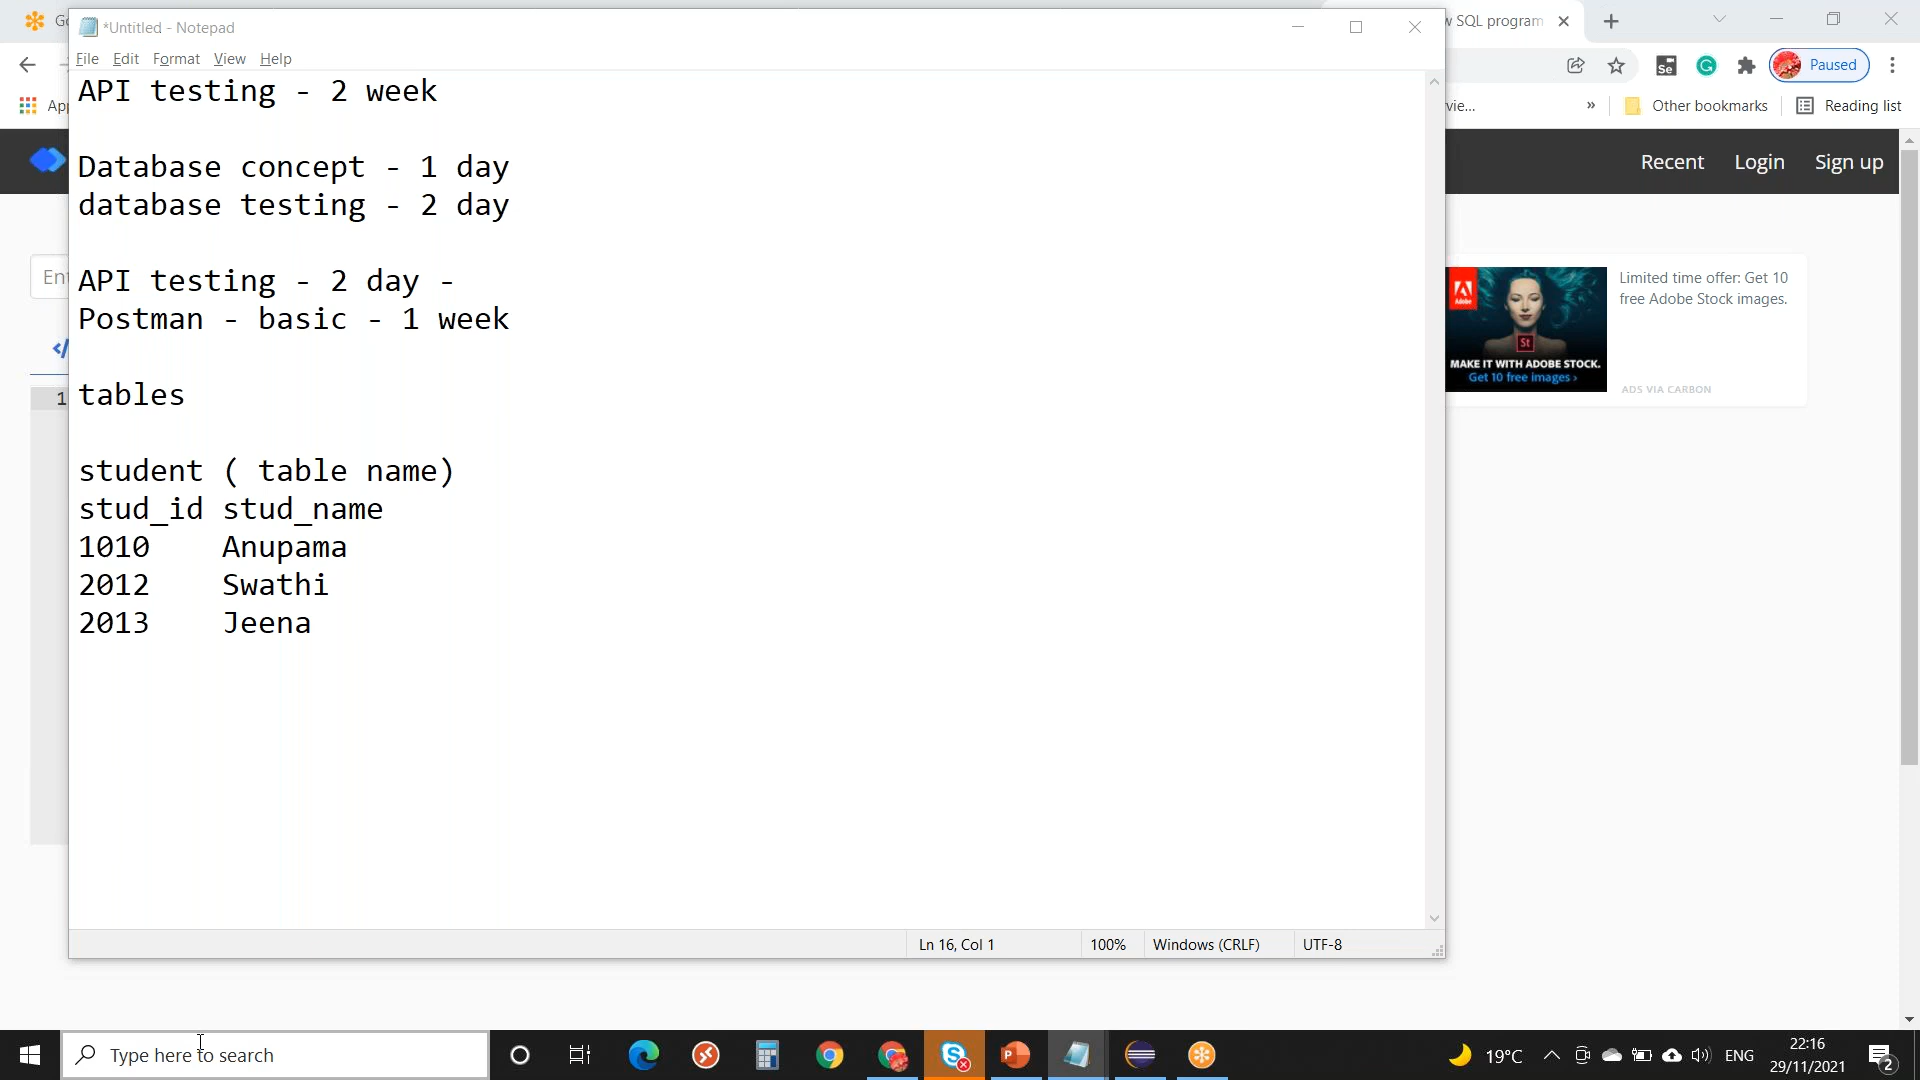 *Untitled - Notepad
SQL program
File Edit Format View Help
Paused
API testing - 2 week
Other bookmarks
Reading list
Recent Login Sign up
Database concept - 1 day
database testing - 2 day
API testing - 2 day -
Postman - basic - 1 week
Limited time offer: Get 10
free Adobe Stock images.
Adobe
St
MAKE IT WITH ADOBE STOCK.
Get 10 free images ›
ADS VIA CARBON
1
tables
student ( table name)
stud_id stud_name
1010 Anupama
2012 Swathi
2013 Jeena
Ln 16, Col 1
100%
Windows (CRLF)
UTF-8
Type here to search
19°C
ENG
22:16
29/11/2021
2